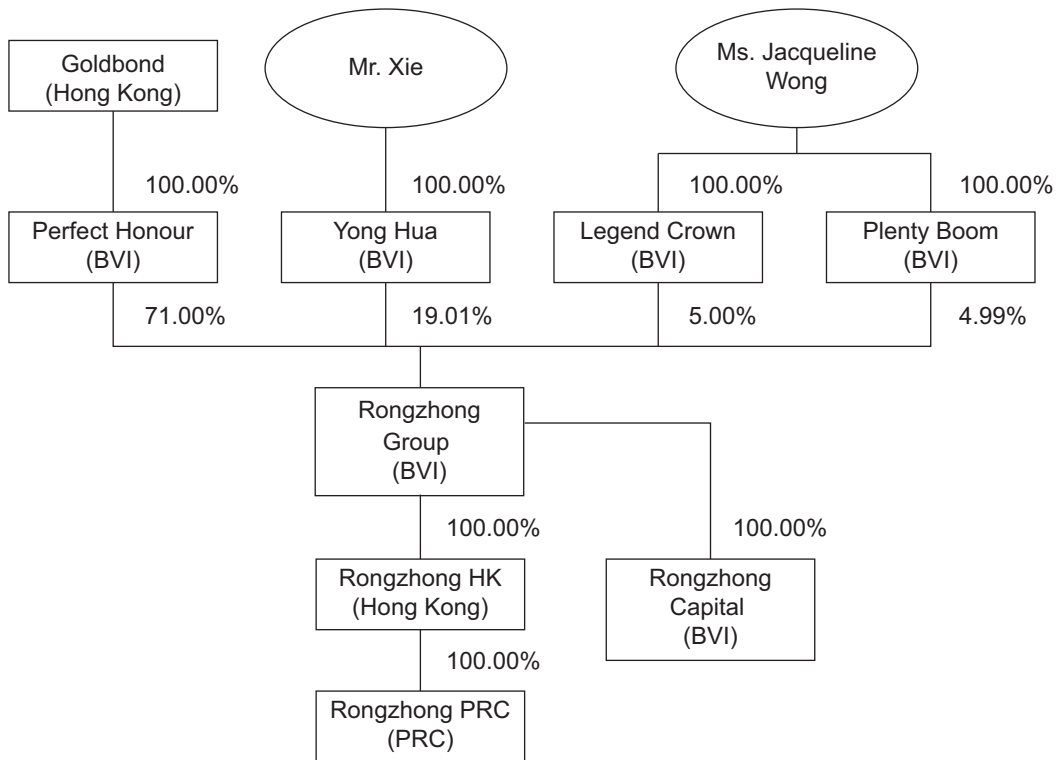 Goldbond
(Hong Kong)
Mr. Xie
Ms. Jacqueline
Wong
100.00%
100.00%
100.00%
100.00%
Perfect Honour
(BVI)
Yong Hua
(BVI)
Legend Crown
(BVI)
Plenty Boom
(BVI)
71.00%
19.01%
5.00%
4.99%
Rongzhong
Group
(BVI)
100.00%
100.00%
Rongzhong HK
(Hong Kong)
Rongzhong
Capital
(BVI)
100.00%
Rongzhong PRC
(PRC)